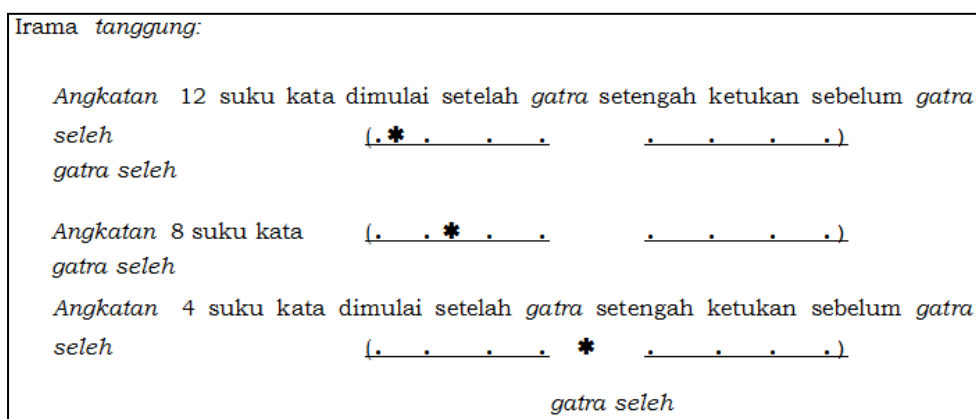 Irama tanggung:
Angkatan 12 suku kata dimulai setelah gatra setengah ketukan sebelum gatra
seleh (.✱ . . . . . . .)
gatra seleh
Angkatan 8 suku kata (. . ✱ . . . . . .)
gatra seleh
Angkatan 4 suku kata dimulai setelah gatra setengah ketukan sebelum gatra
seleh (. . . . ✱ . . . .)
gatra seleh